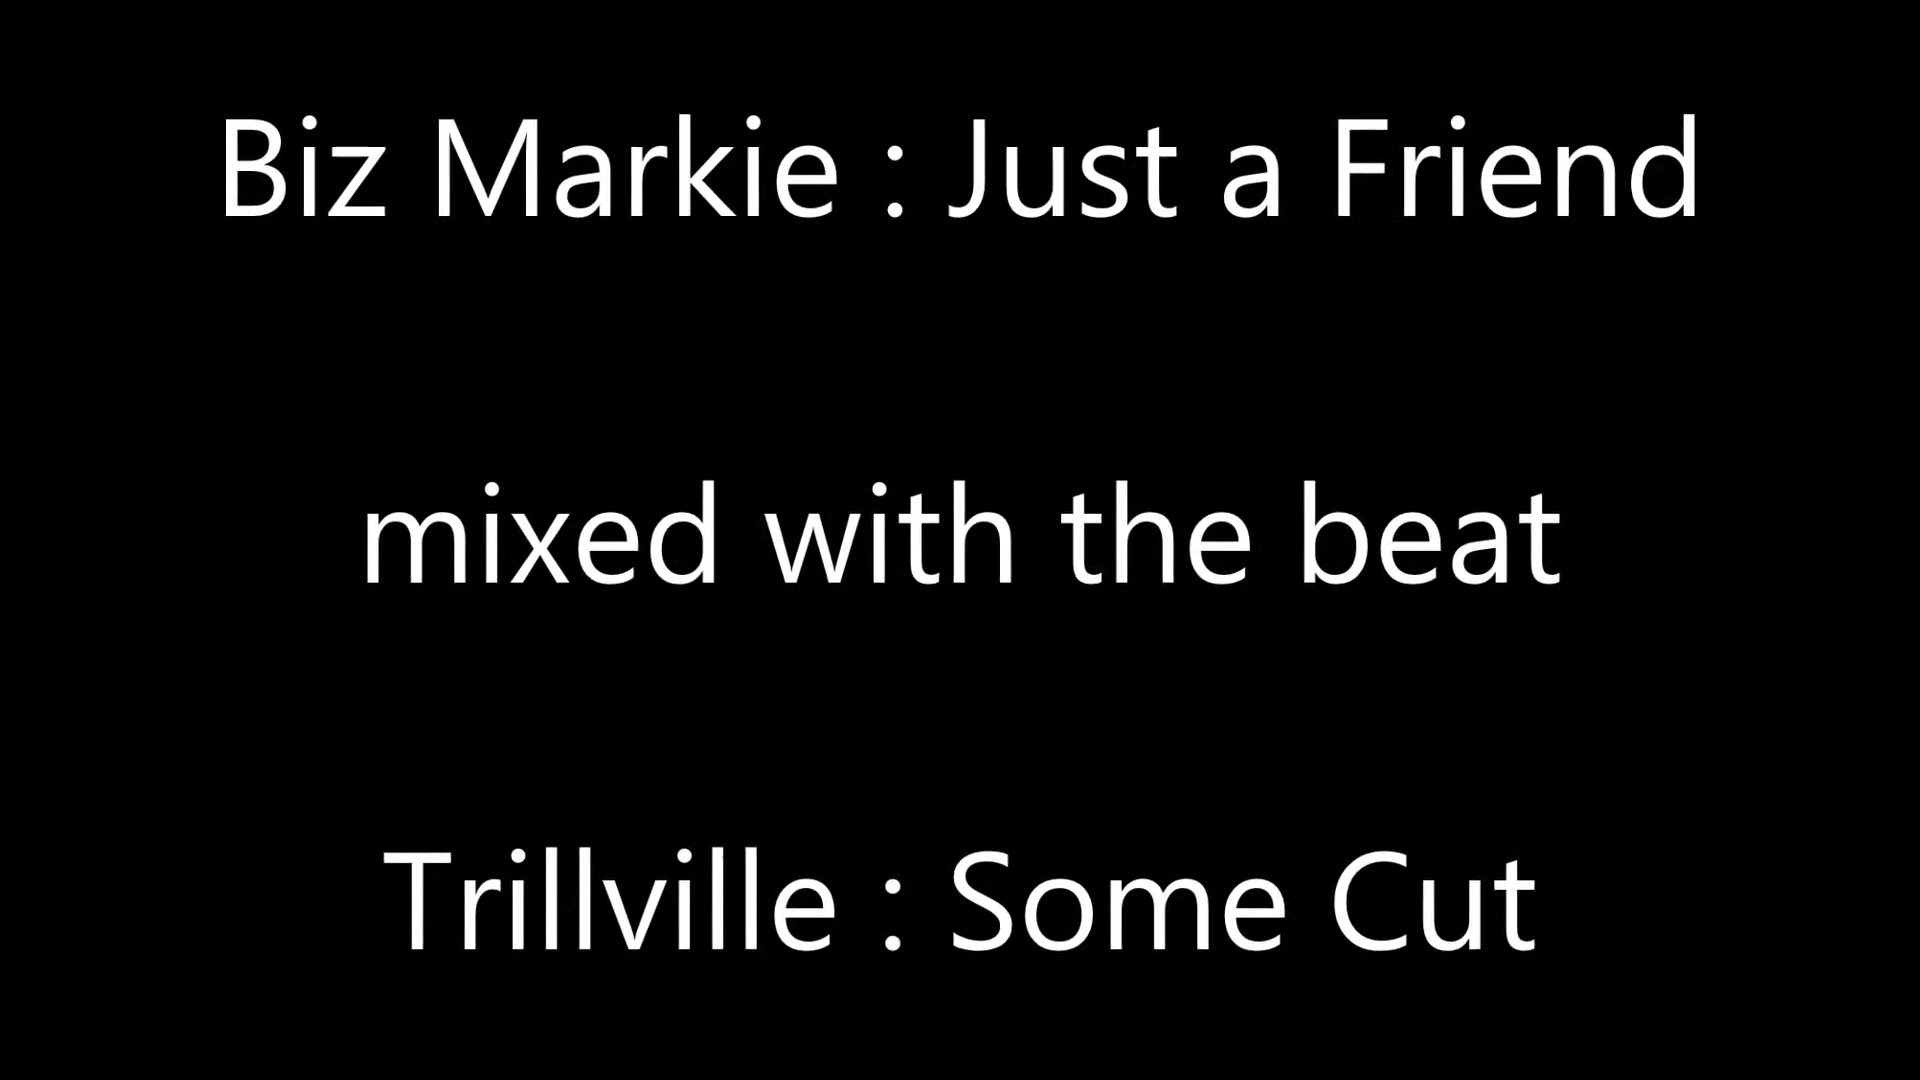 Biz Markie : Just a Friend
mixed with the beat
Trillville : Some Cut